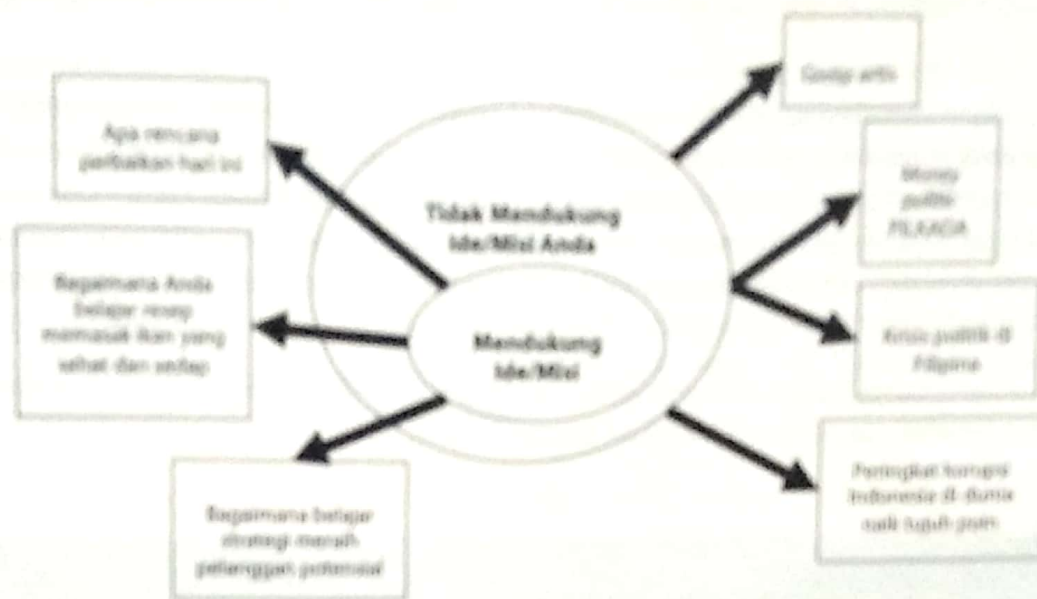 Gosip artis
Apa rencana
perbaikan hari ini
Money
politic
PILKADA
Tidak Mendukung
Ide/Misi Anda
Bagaimana Anda
belajar resep
memasak ikan yang
sehat dan sedap
Mendukung
Ide/Misi
Krisis politik di
Filipina
Peringkat korupsi
Indonesia di dunia
naik tujuh poin
Bagaimana belajar
strategi meraih
pelanggan potensial